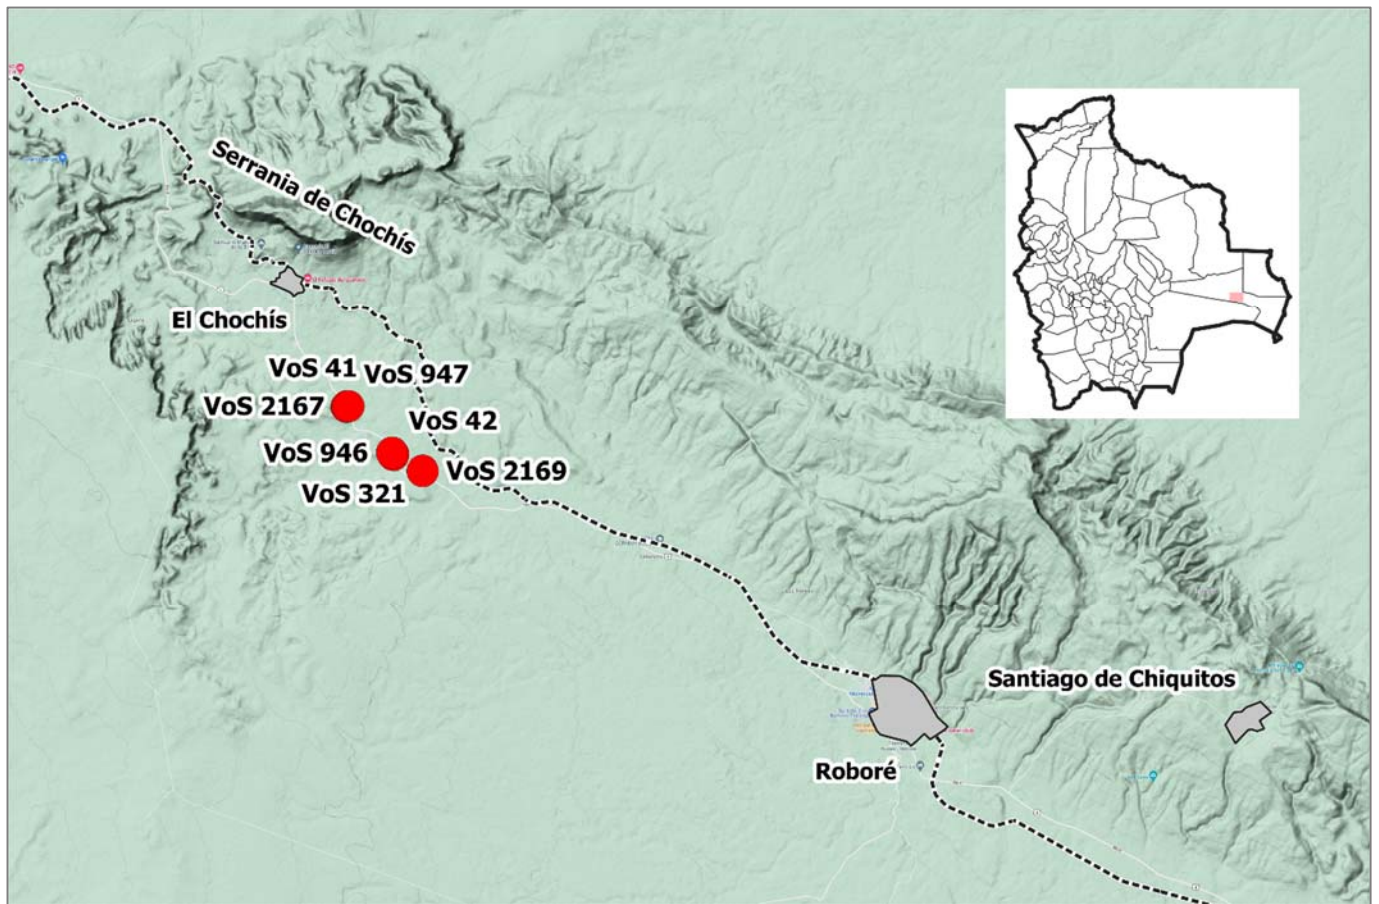 Serrania de Chochís
El Chochís
VoS 41
VoS 947
VoS 2167
VoS 42
VoS 946
VoS 2169
VoS 321
Santiago de Chiquitos
Roboré